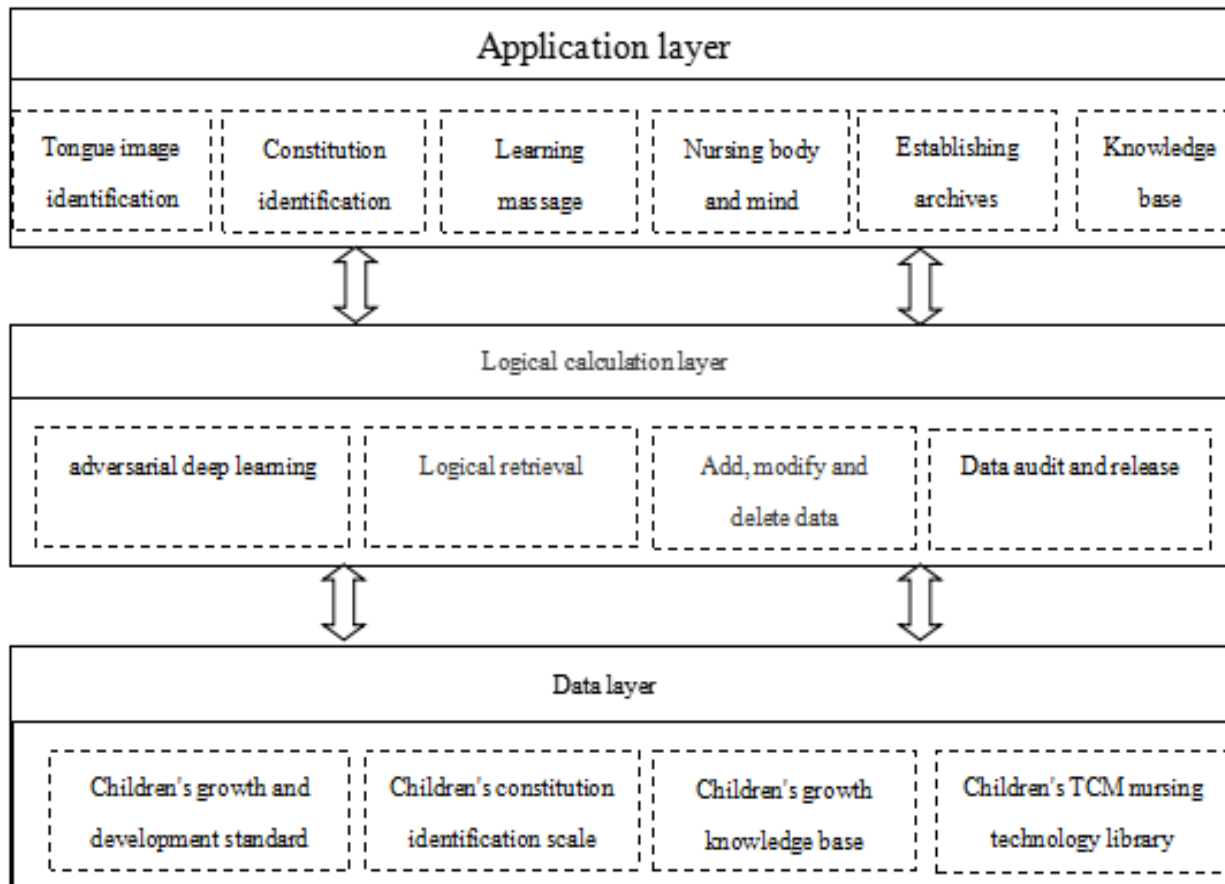 Application layer
Tongue image
identification
Constitution
identification
Learning
massage
Nursing body
and mind
Establishing
archives
Knowledge
base
Logical calculation layer
adversarial deep learning
Logical retrieval
Add, modify and
delete data
Data audit and release
Data layer
Children's growth and
development standard
Children's constitution
identification scale
Children's growth
knowledge base
Children's TCM nursing
technology library